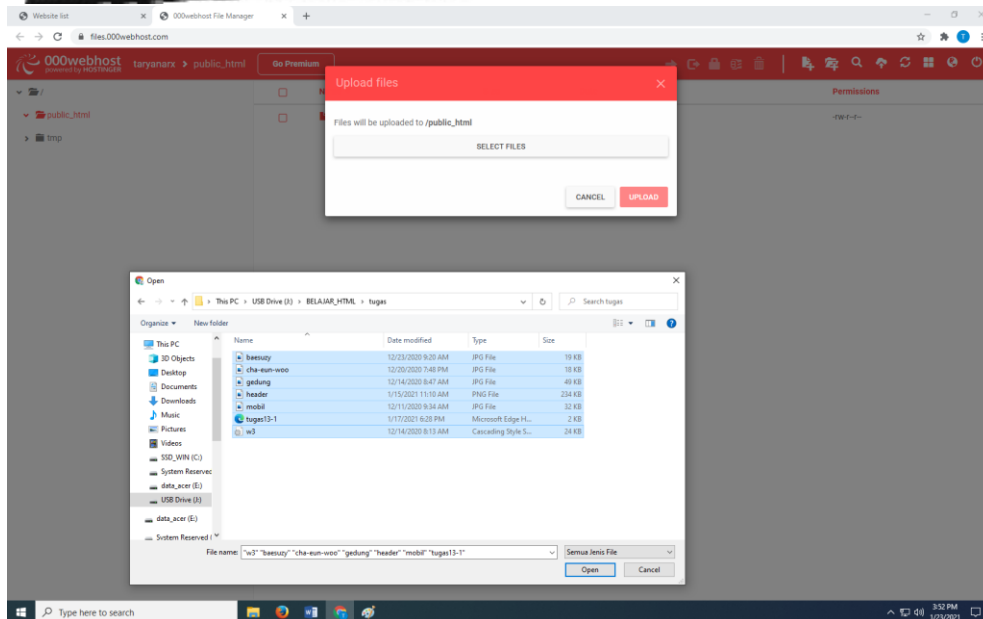 Website list
000webhost File Manager
files.000webhost.com
T
000webhost
powered by HOSTINGER
taryanarx > public_html
Go Premium
Upload files
/
N
Permissions
public_html
-rw-r--r--
tmp
Files will be uploaded to /public_html
SELECT FILES
CANCEL
UPLOAD
Open
This PC > USB Drive (J:) > BELAJAR_HTML > tugas
Search tugas
Organize
New folder
Name Date modified Type Size
This PC
3D Objects
Desktop
Documents
Downloads
Music
Pictures
Videos
SSD_WIN (C:)
System Reserved
data_acer (E:)
USB Drive (J:)
data_acer (E:)
System Reserved (
baesuzy 12/23/2020 9:20 AM JPG File 19 KB
cha-eun-woo 12/20/2020 7:48 PM JPG File 18 KB
gedung 12/14/2020 8:47 AM JPG File 49 KB
header 1/15/2021 11:10 AM PNG File 234 KB
mobil 12/11/2020 9:34 AM JPG File 32 KB
tugas13-1 1/17/2021 6:28 PM Microsoft Edge H... 2 KB
w3 12/14/2020 8:13 AM Cascading Style S... 24 KB
File name: "w3" "baesuzy" "cha-eun-woo" "gedung" "header" "mobil" "tugas13-1"
Semua Jenis File
Open
Cancel
Type here to search
3:52 PM
1/23/2021